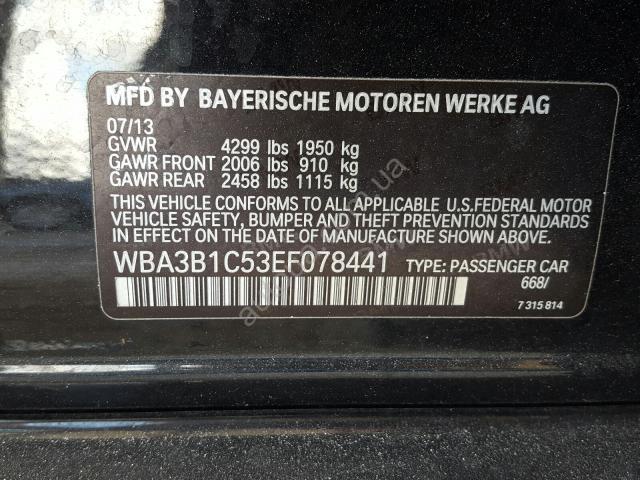 MFD BY BAYERISCHE MOTOREN WERKE AG
07/13
GVWR 4299 lbs 1950 kg
GAWR FRONT 2006 lbs 910 kg
GAWR REAR 2458 lbs 1115 kg
THIS VEHICLE CONFORMS TO ALL APPLICABLE U.S.FEDERAL MOTOR
VEHICLE SAFETY, BUMPER AND THEFT PREVENTION STANDARDS
IN EFFECT ON THE DATE OF MANUFACTURE SHOWN ABOVE:
WBA3B1C53EF078441 TYPE: PASSENGER CAR
668/
7 315 814